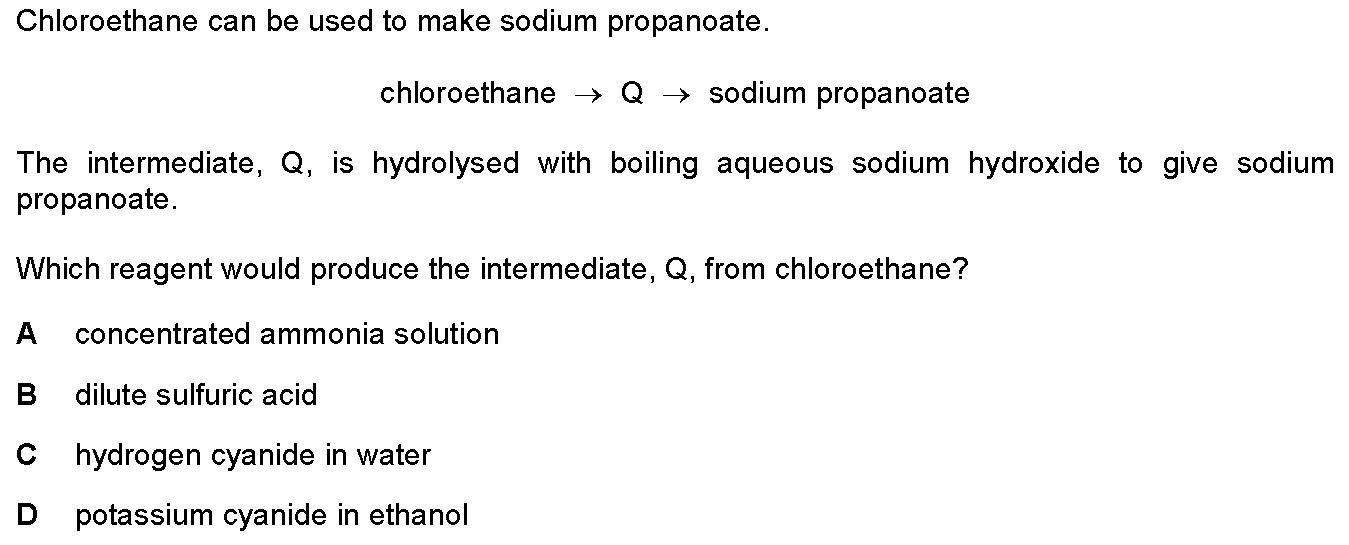 Chloroethane can be used to make sodium propanoate.
chloroethane → Q → sodium propanoate
The intermediate, Q, is hydrolysed with boiling aqueous sodium hydroxide to give sodium
propanoate.
Which reagent would produce the intermediate, Q, from chloroethane?
A concentrated ammonia solution
B dilute sulfuric acid
C hydrogen cyanide in water
D potassium cyanide in ethanol